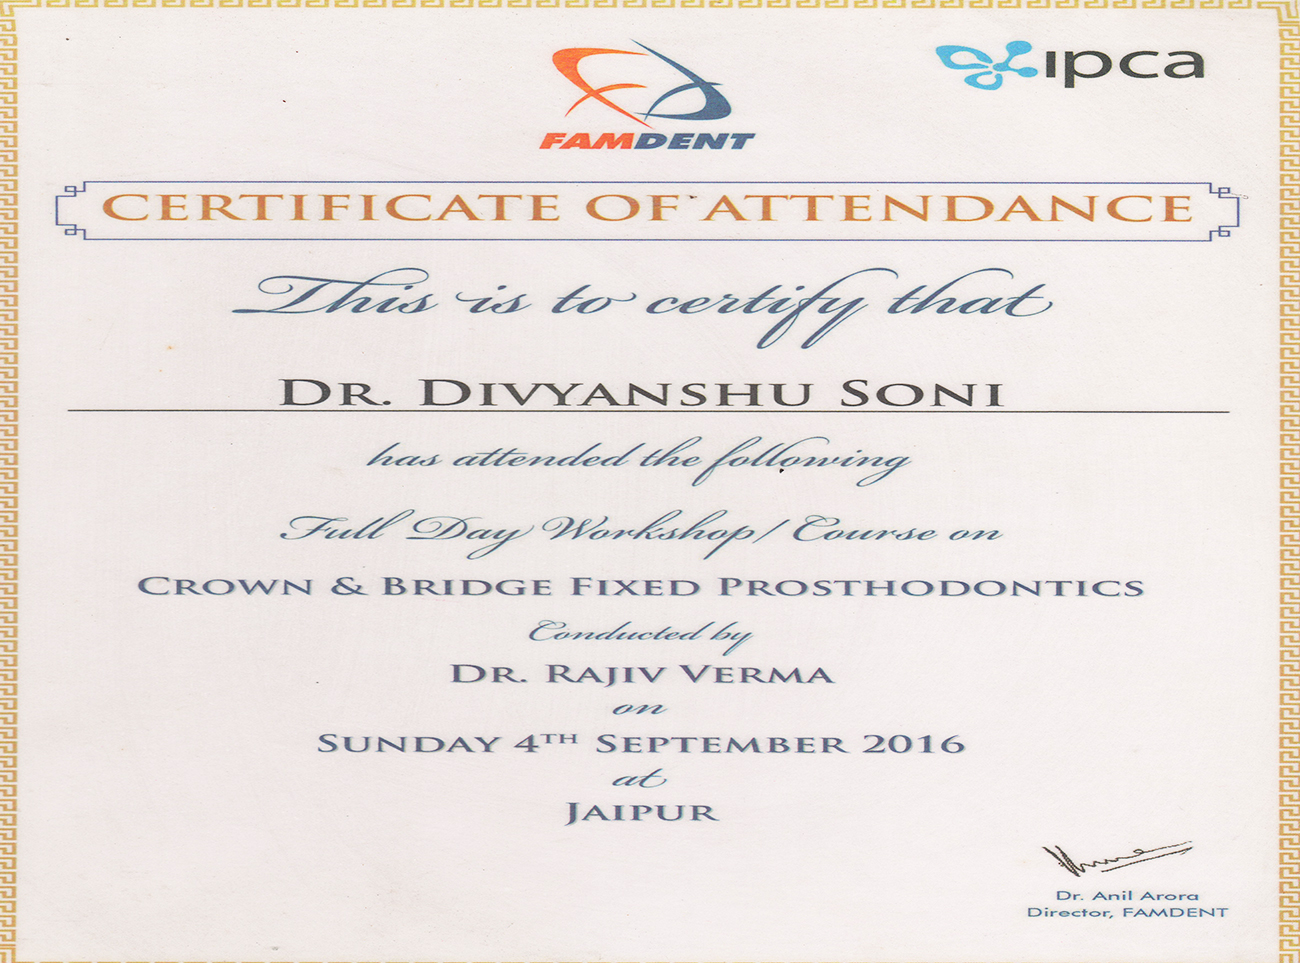 FAMDENT
ipca
CERTIFICATE OF ATTENDANCE
This is to certify that
DR. DIVYANSHU SONI
has attended the following
Full Day Workshop/ Course on
CROWN & BRIDGE FIXED PROSTHODONTICS
Conducted by
DR. RAJIV VERMA
on
SUNDAY 4TH SEPTEMBER 2016
at
JAIPUR
Dr. Anil Arora
Director, FAMDENT